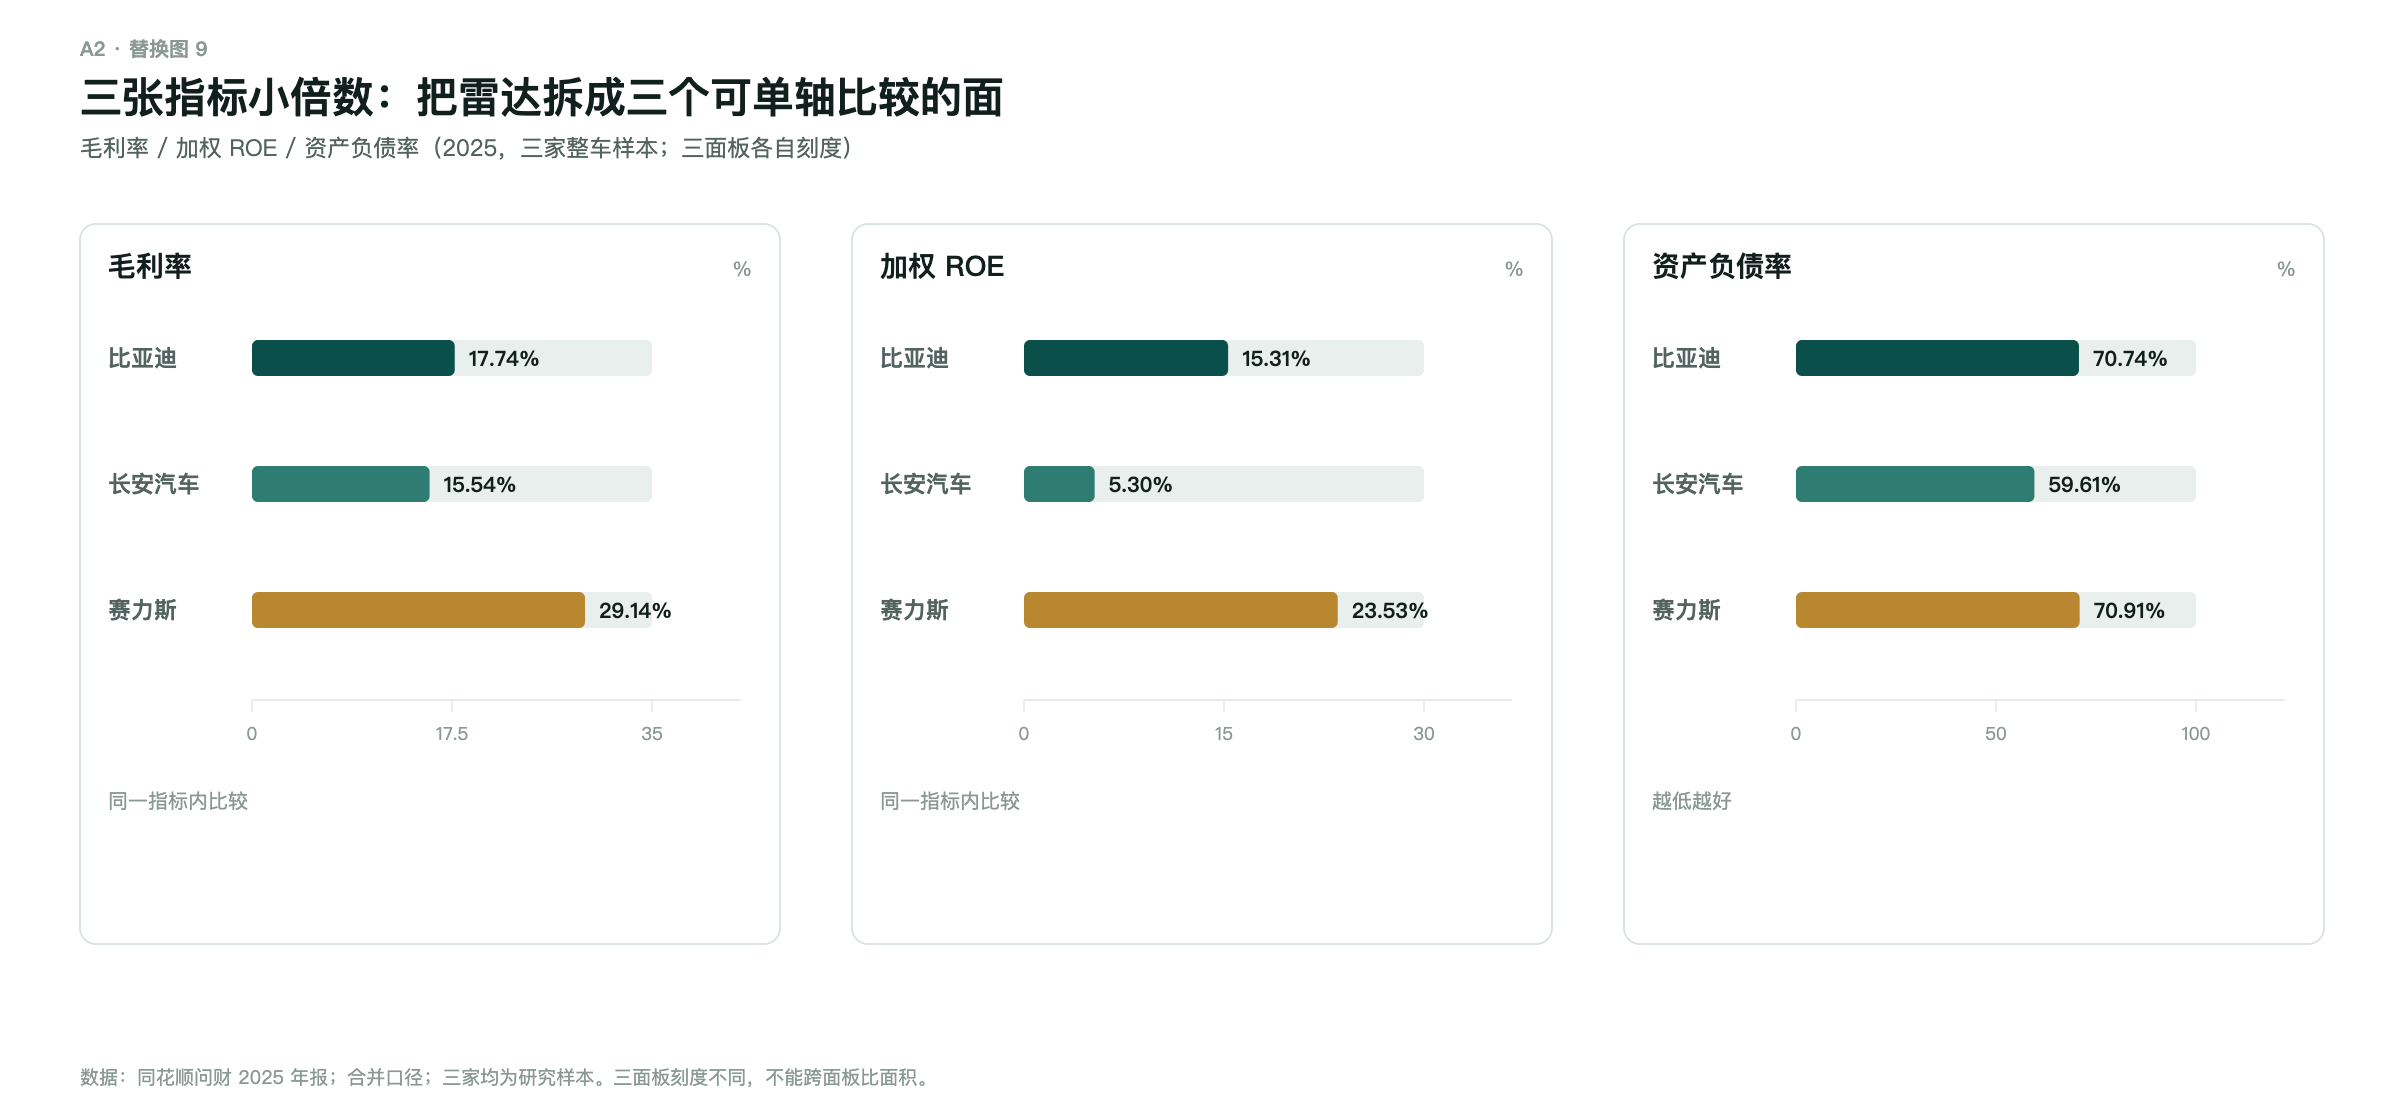 A2 · 替换图 9
三张指标小倍数：把雷达拆成三个可单轴比较的面
毛利率 / 加权 ROE / 资产负债率（2025，三家整车样本；三面板各自刻度）
毛利率 %
比亚迪 17.74%
长安汽车 15.54%
赛力斯 29.14%
0 17.5 35
同一指标内比较
加权 ROE %
比亚迪 15.31%
长安汽车 5.30%
赛力斯 23.53%
0 15 30
同一指标内比较
资产负债率 %
比亚迪 70.74%
长安汽车 59.61%
赛力斯 70.91%
0 50 100
越低越好
数据：同花顺问财 2025 年报；合并口径；三家均为研究样本。三面板刻度不同，不能跨面板比面积。